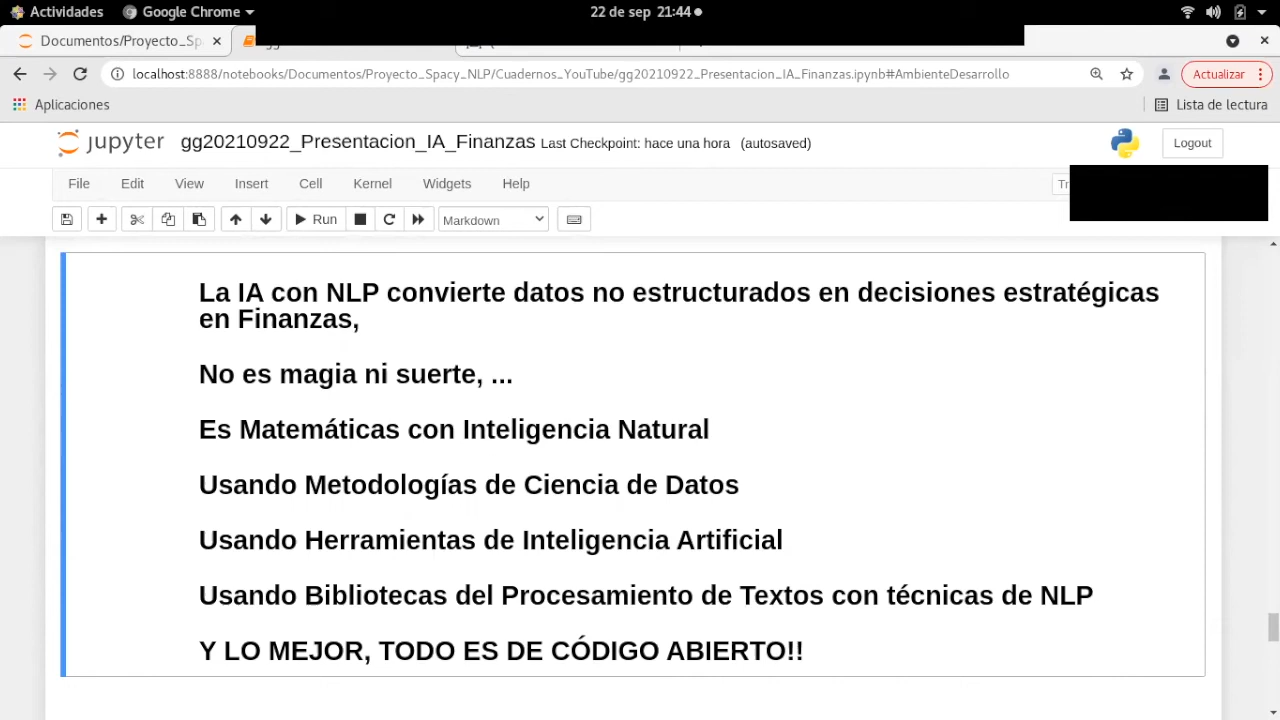 Actividades Google Chrome 22 de sep 21:44
Documentos/Proyecto_Sp
localhost:8888/notebooks/Documentos/Proyecto_Spacy_NLP/Cuadernos_YouTube/gg20210922_Presentacion_IA_Finanzas.ipynb#AmbienteDesarrollo Actualizar
Aplicaciones Lista de lectura
jupyter gg20210922_Presentacion_IA_Finanzas Last Checkpoint: hace una hora (autosaved) Logout
File Edit View Insert Cell Kernel Widgets Help
Run Markdown
La IA con NLP convierte datos no estructurados en decisiones estratégicas
en Finanzas,
No es magia ni suerte, ...
Es Matemáticas con Inteligencia Natural
Usando Metodologías de Ciencia de Datos
Usando Herramientas de Inteligencia Artificial
Usando Bibliotecas del Procesamiento de Textos con técnicas de NLP
Y LO MEJOR, TODO ES DE CÓDIGO ABIERTO!!